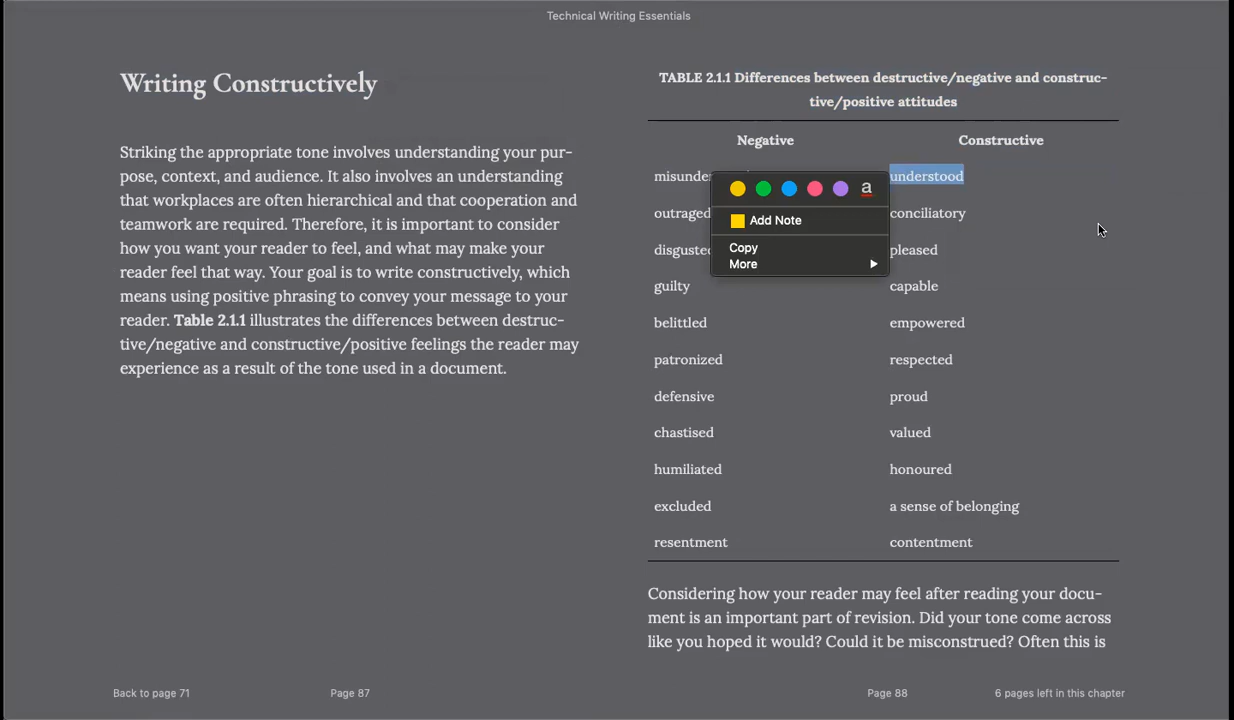 Technical Writing Essentials
Writing Constructively
Striking the appropriate tone involves understanding your pur-
pose, context, and audience. It also involves an understanding
that workplaces are often hierarchical and that cooperation and
teamwork are required. Therefore, it is important to consider
how you want your reader to feel, and what may make your
reader feel that way. Your goal is to write constructively, which
means using positive phrasing to convey your message to your
reader. Table 2.1.1 illustrates the differences between destruc-
tive/negative and constructive/positive feelings the reader may
experience as a result of the tone used in a document.
TABLE 2.1.1 Differences between destructive/negative and construc-
tive/positive attitudes
Negative Constructive
misunder understood
outraged conciliatory
disgusted pleased
guilty capable
belittled empowered
patronized respected
defensive proud
chastised valued
humiliated honoured
excluded a sense of belonging
resentment contentment
a
Add Note
Copy
More
Considering how your reader may feel after reading your docu-
ment is an important part of revision. Did your tone come across
like you hoped it would? Could it be misconstrued? Often this is
Back to page 71 Page 87 Page 88 6 pages left in this chapter